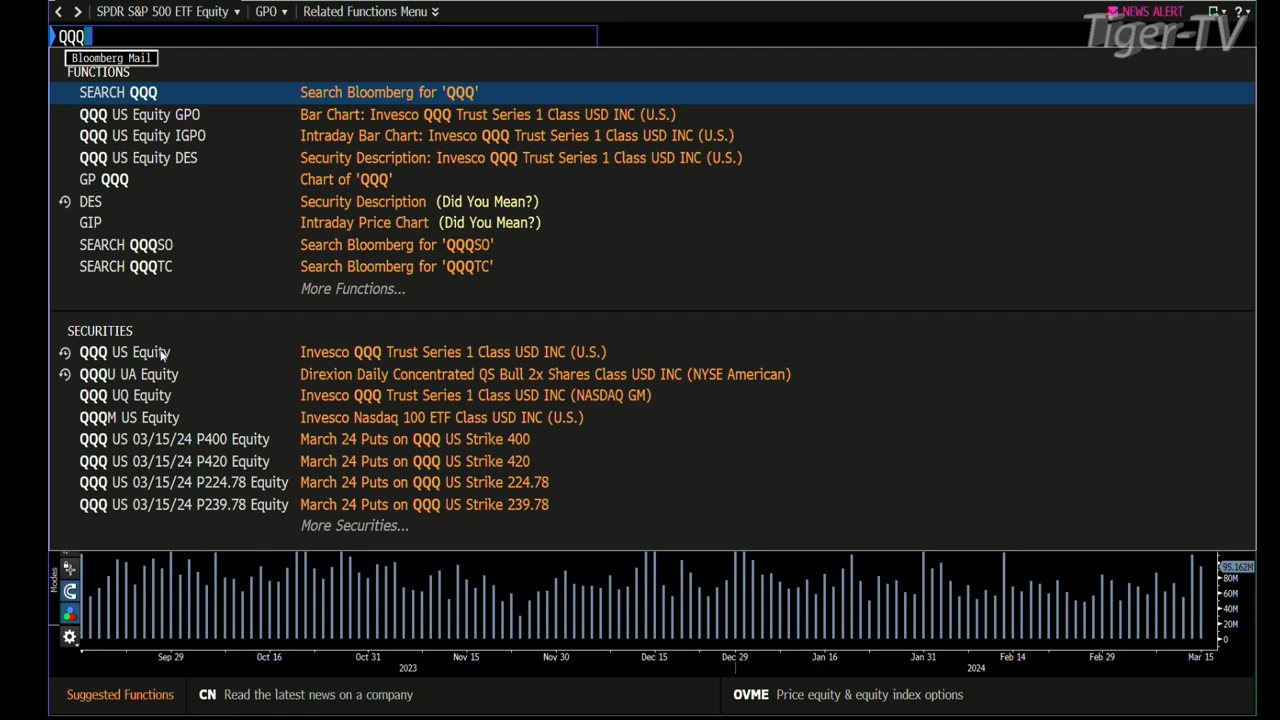 SPDR S&P 500 ETF Equity GPO Related Functions Menu NEWS ALERT ?
Tiger-TV
QQQ
Bloomberg Mail
FUNCTIONS
SEARCH QQQ Search Bloomberg for 'QQQ'
QQQ US Equity GPO Bar Chart: Invesco QQQ Trust Series 1 Class USD INC (U.S.)
QQQ US Equity IGPO Intraday Bar Chart: Invesco QQQ Trust Series 1 Class USD INC (U.S.)
QQQ US Equity DES Security Description: Invesco QQQ Trust Series 1 Class USD INC (U.S.)
GP QQQ Chart of 'QQQ'
DES Security Description (Did You Mean?)
GIP Intraday Price Chart (Did You Mean?)
SEARCH QQQSO Search Bloomberg for 'QQQSO'
SEARCH QQQTC Search Bloomberg for 'QQQTC'
More Functions...
SECURITIES
QQQ US Equity Invesco QQQ Trust Series 1 Class USD INC (U.S.)
QQQU UA Equity Direxion Daily Concentrated QS Bull 2x Shares Class USD INC (NYSE American)
QQQ UQ Equity Invesco QQQ Trust Series 1 Class USD INC (NASDAQ GM)
QQQM US Equity Invesco Nasdaq 100 ETF Class USD INC (U.S.)
QQQ US 03/15/24 P400 Equity March 24 Puts on QQQ US Strike 400
QQQ US 03/15/24 P420 Equity March 24 Puts on QQQ US Strike 420
QQQ US 03/15/24 P224.78 Equity March 24 Puts on QQQ US Strike 224.78
QQQ US 03/15/24 P239.78 Equity March 24 Puts on QQQ US Strike 239.78
More Securities...
Modes
95.162M
80M
60M
40M
20M
0
Sep 29 Oct 16 Oct 31 Nov 15 Nov 30 Dec 15 Dec 29 Jan 16 Jan 31 Feb 14 Feb 29 Mar 15
2023 2024
Suggested Functions CN Read the latest news on a company OVME Price equity & equity index options